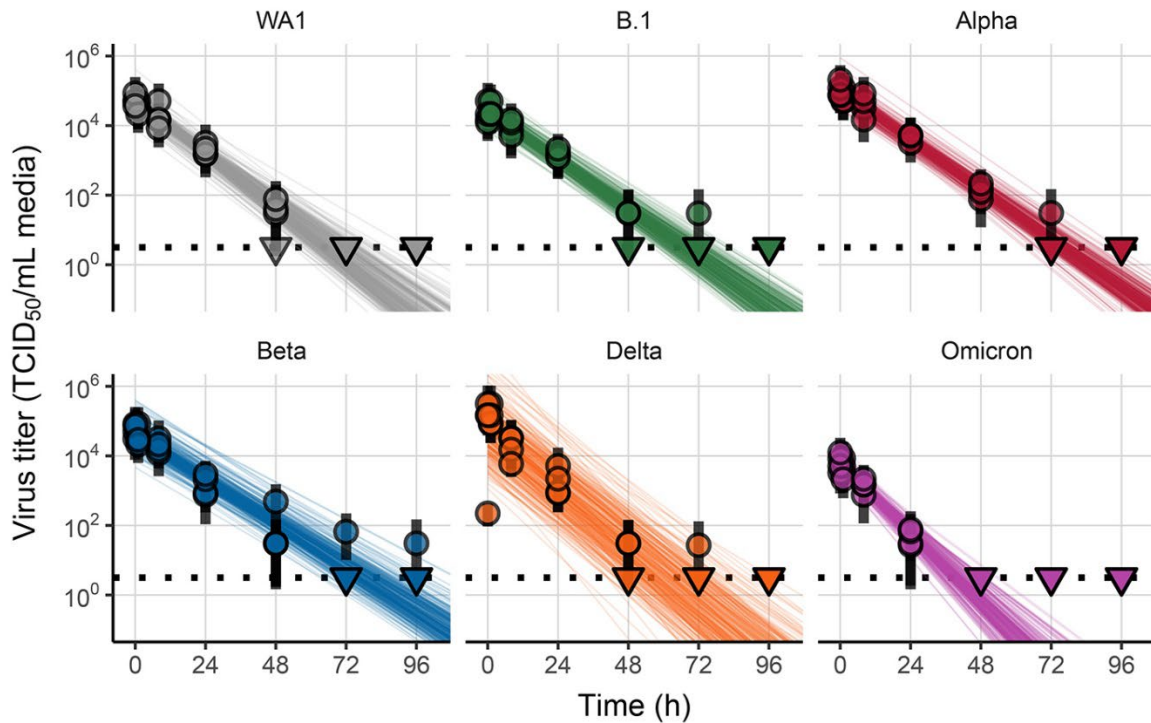 WA1 B.1 Alpha
10⁶
10⁴
10²
10⁰
Beta Delta Omicron
10⁶
10⁴
10²
10⁰
0 24 48 72 96 0 24 48 72 96 0 24 48 72 96
Time (h)
Virus titer (TCID₅₀/mL media)